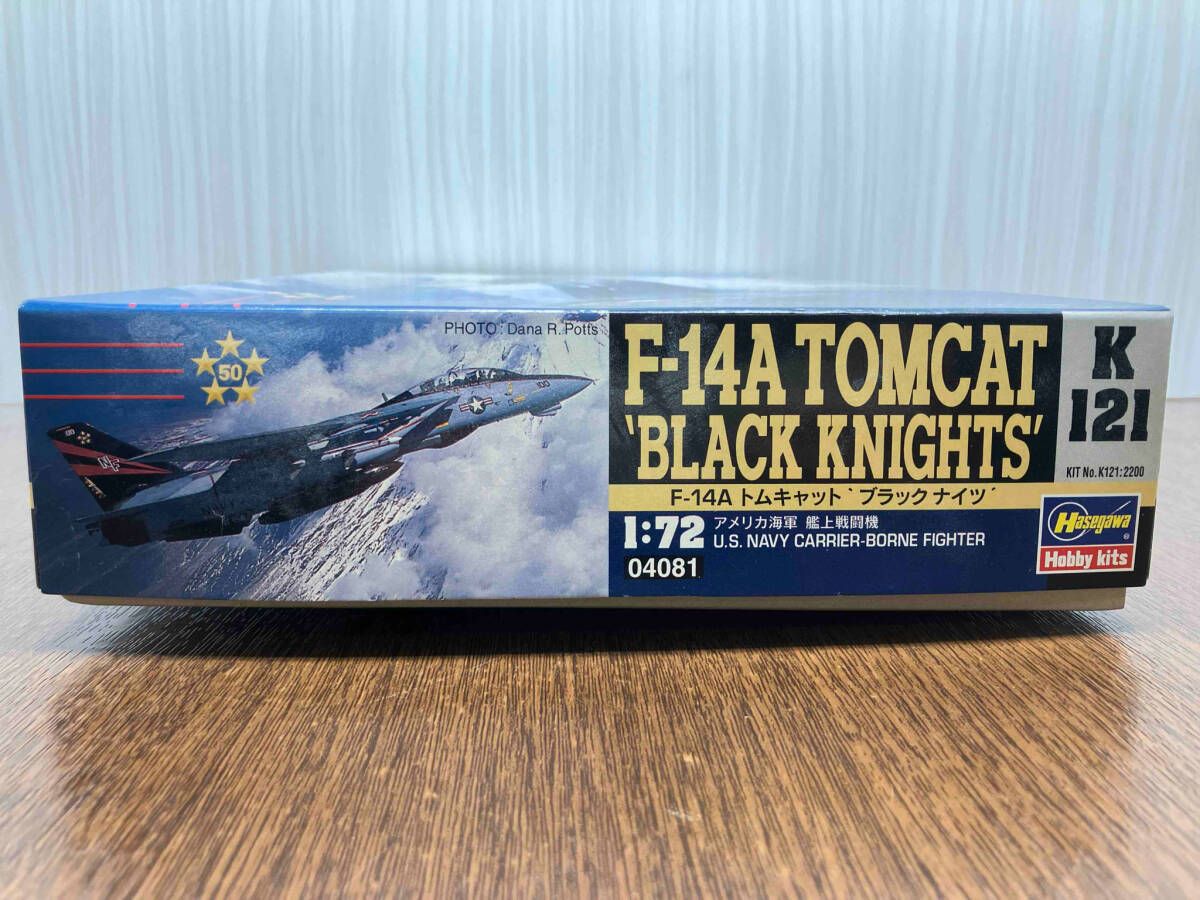 PHOTO: Dana R. Potts
50
100
NF
F-14A TOMCAT
'BLACK KNIGHTS'
F-14A トムキャット 'ブラック ナイツ'
1:72 アメリカ海軍 艦上戦闘機
U.S. NAVY CARRIER-BORNE FIGHTER
04081
K
121
KIT No. K121:2200
Hasegawa
®
Hobby kits